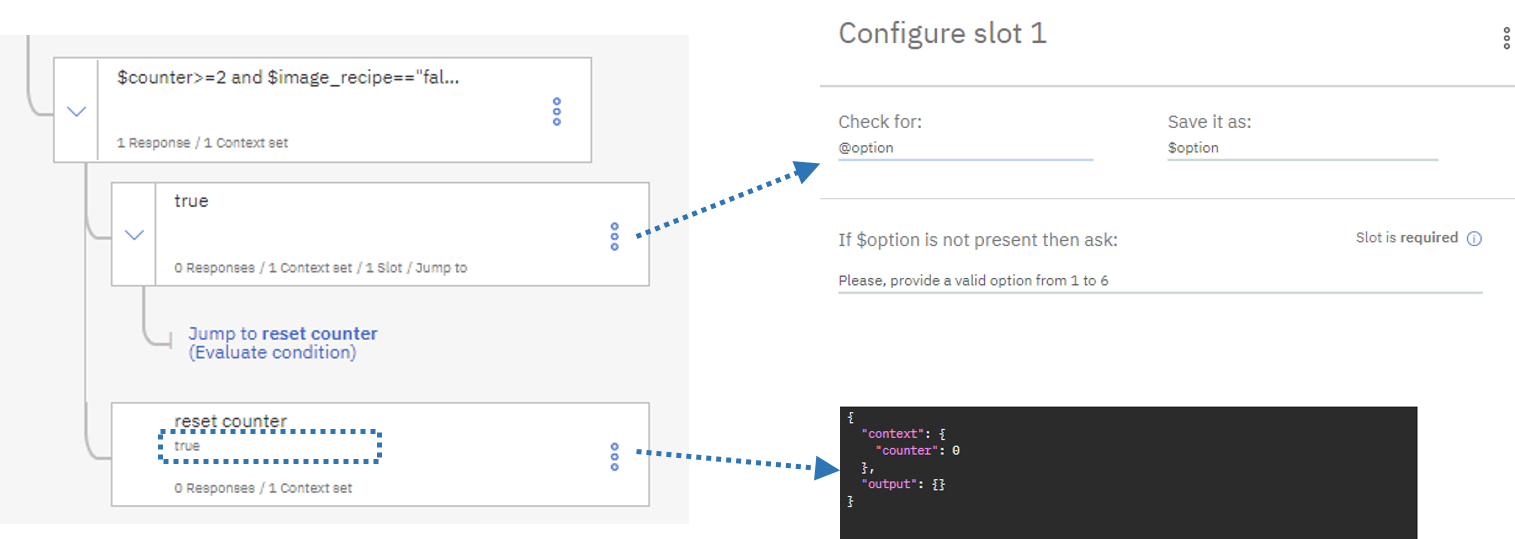 $counter>=2 and $image_recipe=="fal...
1 Response / 1 Context set
true
0 Responses / 1 Context set / 1 Slot / Jump to
Jump to reset counter
(Evaluate condition)
reset counter
true
0 Responses / 1 Context set
Configure slot 1
Check for:
Save it as:
@option
$option
If $option is not present then ask:
Slot is required
Please, provide a valid option from 1 to 6
{
"context": {
"counter": 0
},
"output": {}
}